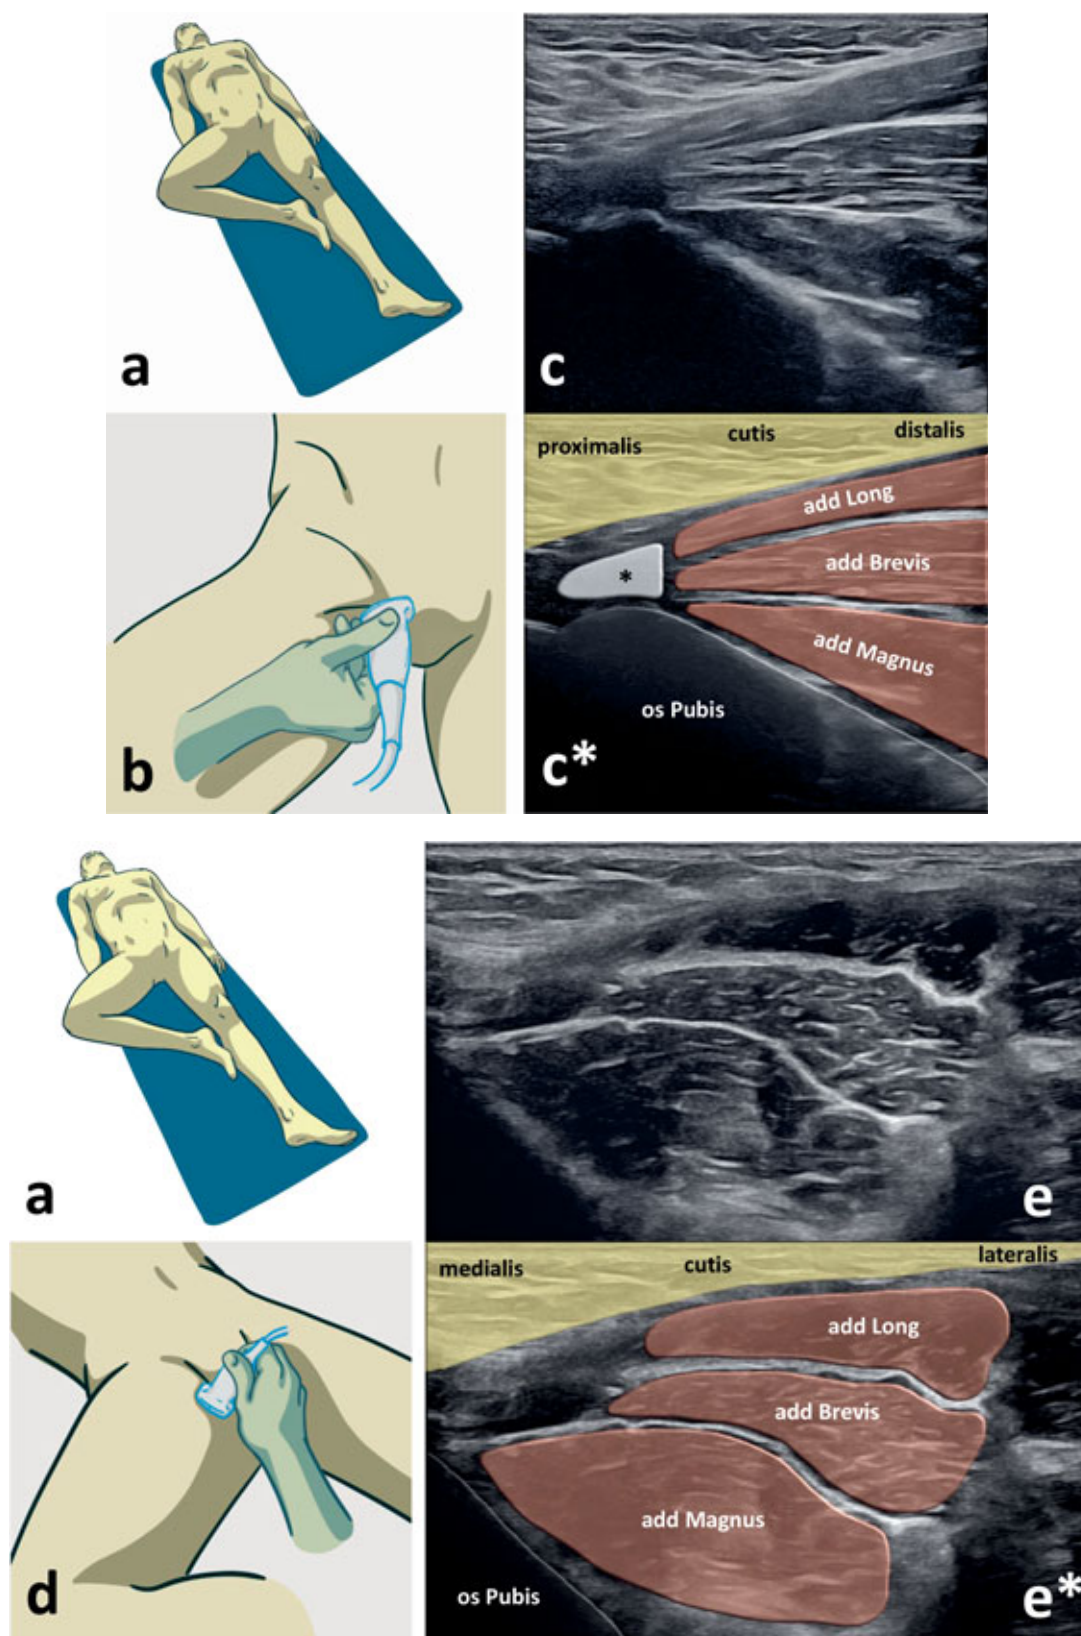 a
c
b
proximalis
cutis
distalis
add Long
*
add Brevis
add Magnus
os Pubis
c*
a
e
d
medialis
cutis
lateralis
add Long
add Brevis
add Magnus
os Pubis
e*